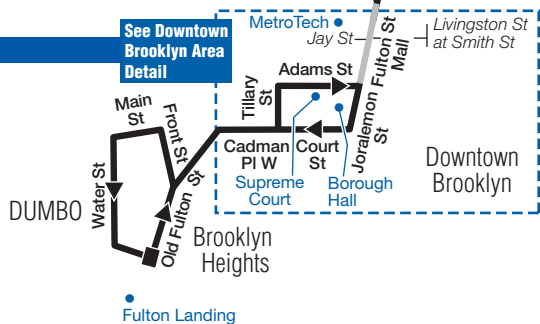 See Downtown
Brooklyn Area
Detail
MetroTech
Jay St
Livingston St
at Smith St
Fulton St
Mall
Adams St
Tillary
St
Joralemon
St
Main
St
Front St
Cadman
Pl W
Court
St
Supreme
Court
Borough
Hall
Downtown
Brooklyn
Water St
DUMBO
Old Fulton St
Brooklyn
Heights
Fulton Landing